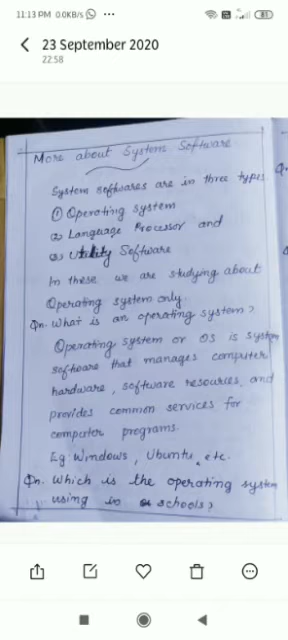 11:13 PM 0.0KB/s
23 September 2020
22:58
More about System Software
System softwares are in three types
① Operating system
② Language Processor and
③ Utility Software
In these we are studying about
Operating system only.
Qn. What is an operating system?
Operating system or OS is system
software that manages computer
hardware, software resources, and
provides common services for
computer programs.
Eg. Windows, Ubuntu, etc.
Qn. Which is the operating system
using in schools?